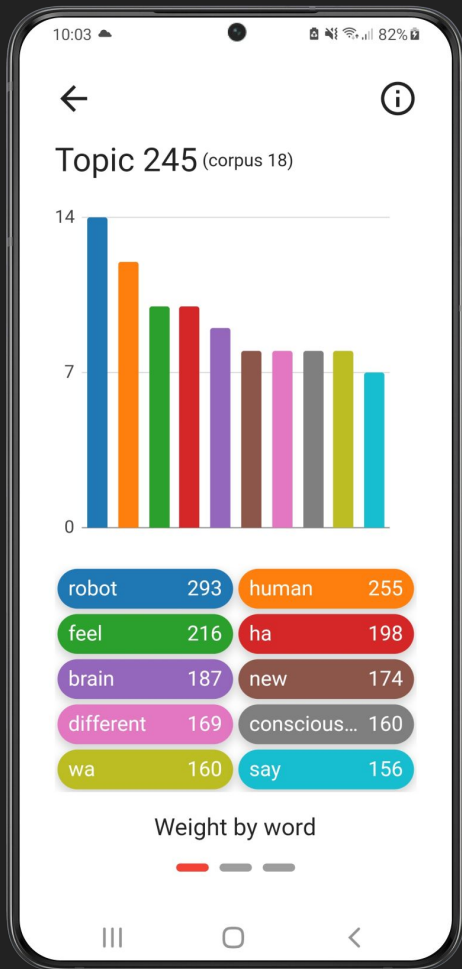 10:03 82%
Topic 245 (corpus 18)
14
7
0
robot 293 human 255
feel 216 ha 198
brain 187 new 174
different 169 conscious... 160
wa 160 say 156
Weight by word